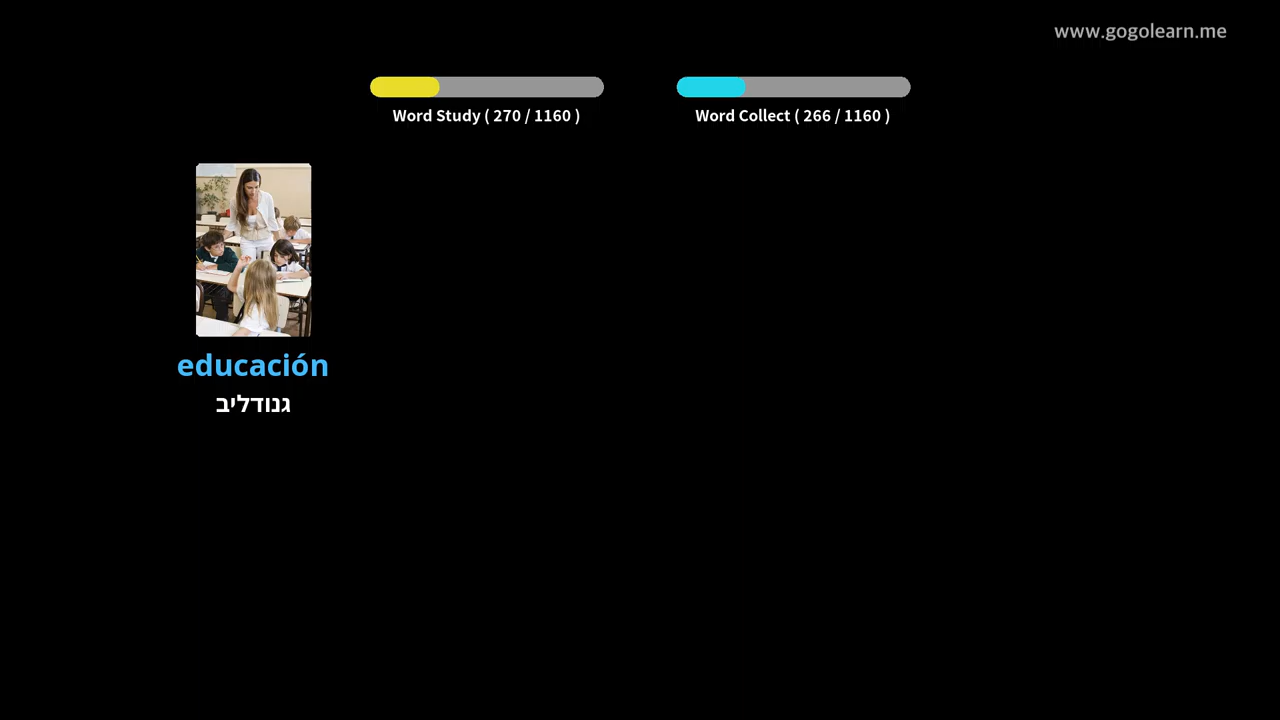 www.gogolearn.me
Word Study ( 270 / 1160 )
Word Collect ( 266 / 1160 )
educación
גנודליב